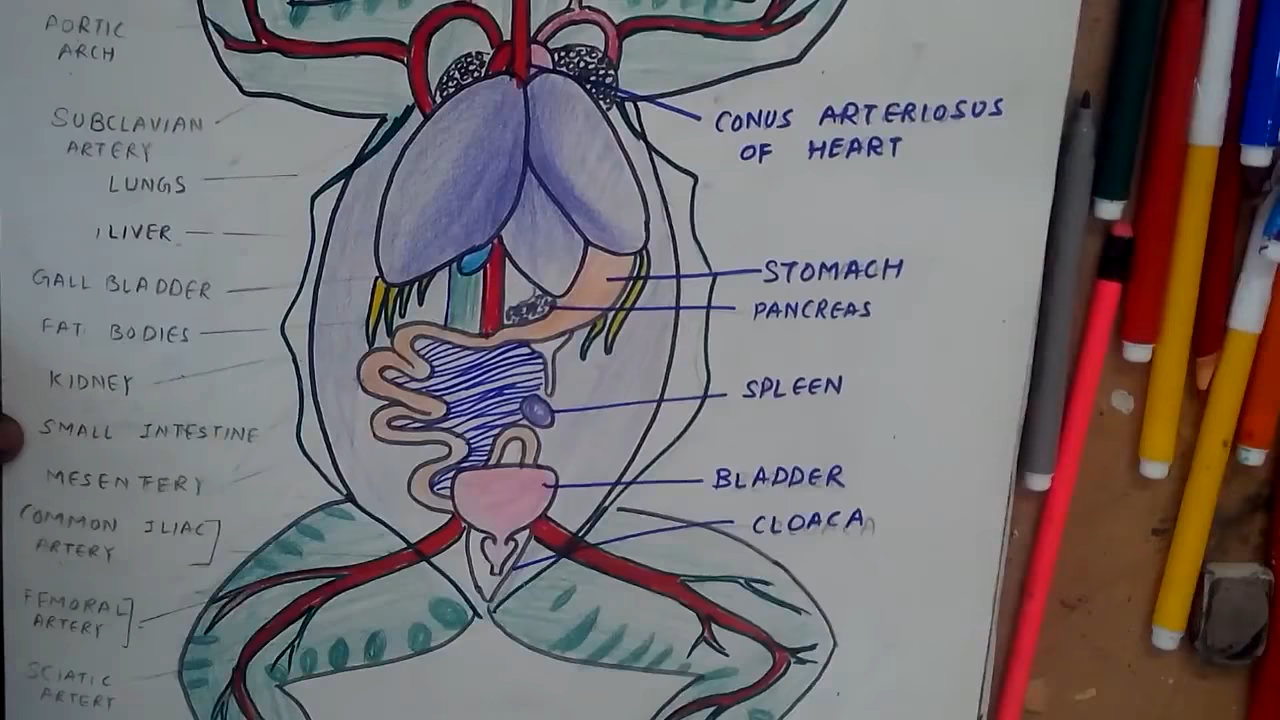 AORTIC
ARCH
SUBCLAVIAN
ARTERY
LUNGS
LIVER
GALL BLADDER
FAT BODIES
KIDNEY
SMALL INTESTINE
MESENTERY
COMMON ILIAC
ARTERY
FEMORAL
ARTERY
SCIATIC
ARTERY
CONUS ARTERIOSUS
OF HEART
STOMACH
PANCREAS
SPLEEN
BLADDER
CLOACA